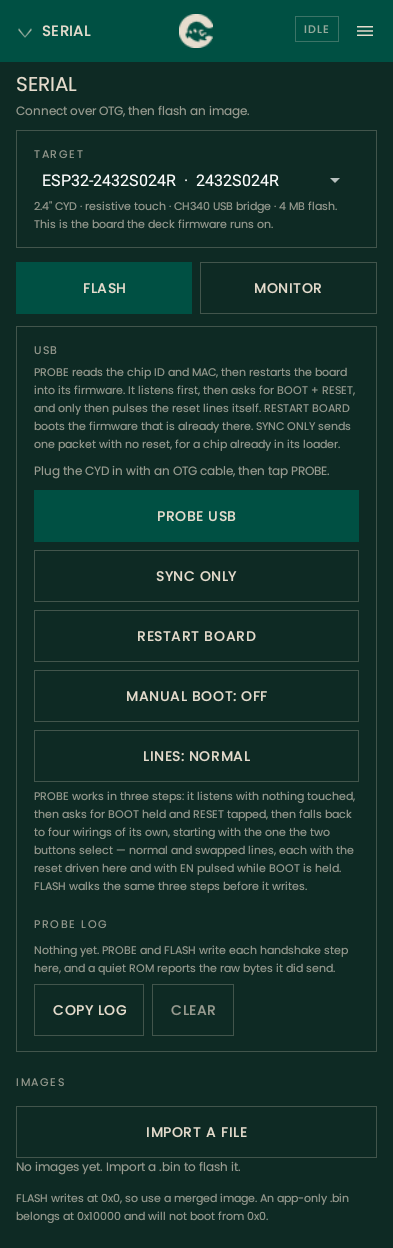 SERIAL
IDLE
SERIAL
Connect over OTG, then flash an image.
TARGET
ESP32-2432S024R · 2432S024R
2.4" CYD · resistive touch · CH340 USB bridge · 4 MB flash.
This is the board the deck firmware runs on.
FLASH
MONITOR
USB
PROBE reads the chip ID and MAC, then restarts the board
into its firmware. It listens first, then asks for BOOT + RESET,
and only then pulses the reset lines itself. RESTART BOARD
boots the firmware that is already there. SYNC ONLY sends
one packet with no reset, for a chip already in its loader.
Plug the CYD in with an OTG cable, then tap PROBE.
PROBE USB
SYNC ONLY
RESTART BOARD
MANUAL BOOT: OFF
LINES: NORMAL
PROBE works in three steps: it listens with nothing touched,
then asks for BOOT held and RESET tapped, then falls back
to four wirings of its own, starting with the one the two
buttons select — normal and swapped lines, each with the
reset driven here and with EN pulsed while BOOT is held.
FLASH walks the same three steps before it writes.
PROBE LOG
Nothing yet. PROBE and FLASH write each handshake step
here, and a quiet ROM reports the raw bytes it did send.
COPY LOG
CLEAR
IMAGES
IMPORT A FILE
No images yet. Import a .bin to flash it.
FLASH writes at 0x0, so use a merged image. An app-only .bin
belongs at 0x10000 and will not boot from 0x0.